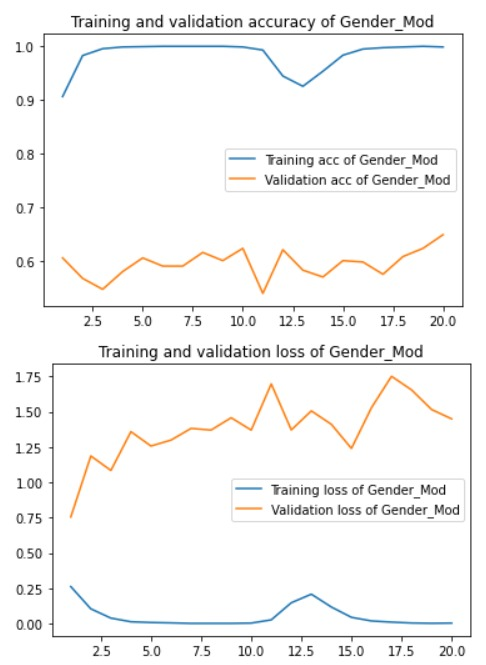 Training and validation accuracy of Gender_Mod
1.0
0.9
0.8
0.7
0.6
Training acc of Gender_Mod
Validation acc of Gender_Mod
2.5 5.0 7.5 10.0 12.5 15.0 17.5 20.0
Training and validation loss of Gender_Mod
1.75
1.50
1.25
1.00
0.75
0.50
0.25
0.00
Training loss of Gender_Mod
Validation loss of Gender_Mod
2.5 5.0 7.5 10.0 12.5 15.0 17.5 20.0